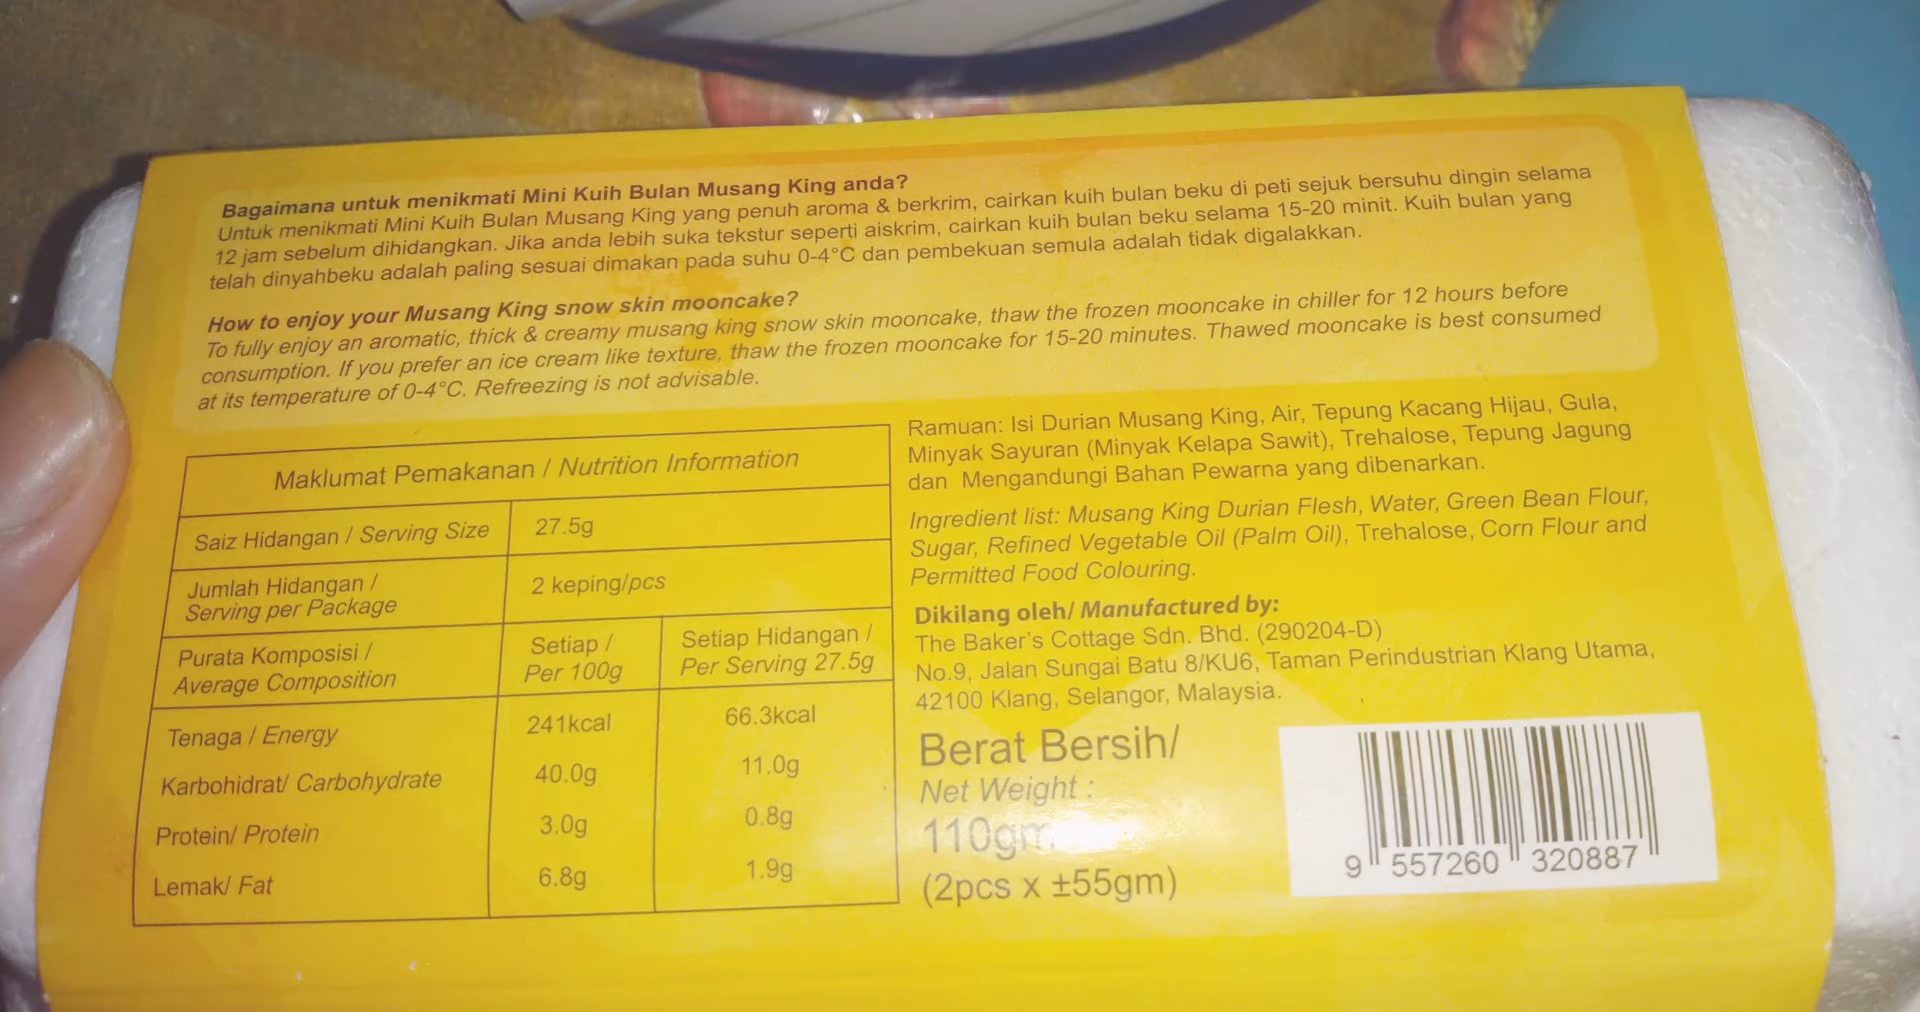 Bagaimana untuk menikmati Mini Kuih Bulan Musang King anda?
Untuk menikmati Mini Kuih Bulan Musang King yang penuh aroma & berkrim, cairkan kuih bulan beku di peti sejuk bersuhu dingin selama
12 jam sebelum dihidangkan. Jika anda lebih suka tekstur seperti aiskrim, cairkan kuih bulan beku selama 15-20 minit. Kuih bulan yang
telah dinyahbeku adalah paling sesuai dimakan pada suhu 0-4°C dan pembekuan semula adalah tidak digalakkan.
How to enjoy your Musang King snow skin mooncake?
To fully enjoy an aromatic, thick & creamy musang king snow skin mooncake, thaw the frozen mooncake in chiller for 12 hours before
consumption. If you prefer an ice cream like texture, thaw the frozen mooncake for 15-20 minutes. Thawed mooncake is best consumed
at its temperature of 0-4°C. Refreezing is not advisable.
Maklumat Pemakanan / Nutrition Information
Saiz Hidangan / Serving Size 27.5g
Jumlah Hidangan /
Serving per Package 2 keping/pcs
Purata Komposisi / Setiap / Setiap Hidangan /
Average Composition Per 100g Per Serving 27.5g
Tenaga / Energy 241kcal 66.3kcal
Karbohidrat/ Carbohydrate 40.0g 11.0g
Protein/ Protein 3.0g 0.8g
Lemak/ Fat 6.8g 1.9g
Ramuan: Isi Durian Musang King, Air, Tepung Kacang Hijau, Gula,
Minyak Sayuran (Minyak Kelapa Sawit), Trehalose, Tepung Jagung
dan Mengandungi Bahan Pewarna yang dibenarkan.
Ingredient list: Musang King Durian Flesh, Water, Green Bean Flour,
Sugar, Refined Vegetable Oil (Palm Oil), Trehalose, Corn Flour and
Permitted Food Colouring.
Dikilang oleh/ Manufactured by:
The Baker's Cottage Sdn. Bhd. (290204-D)
No.9, Jalan Sungai Batu 8/KU6, Taman Perindustrian Klang Utama,
42100 Klang, Selangor, Malaysia.
Berat Bersih/
Net Weight :
110gm
(2pcs x ±55gm)
9 557260 320887